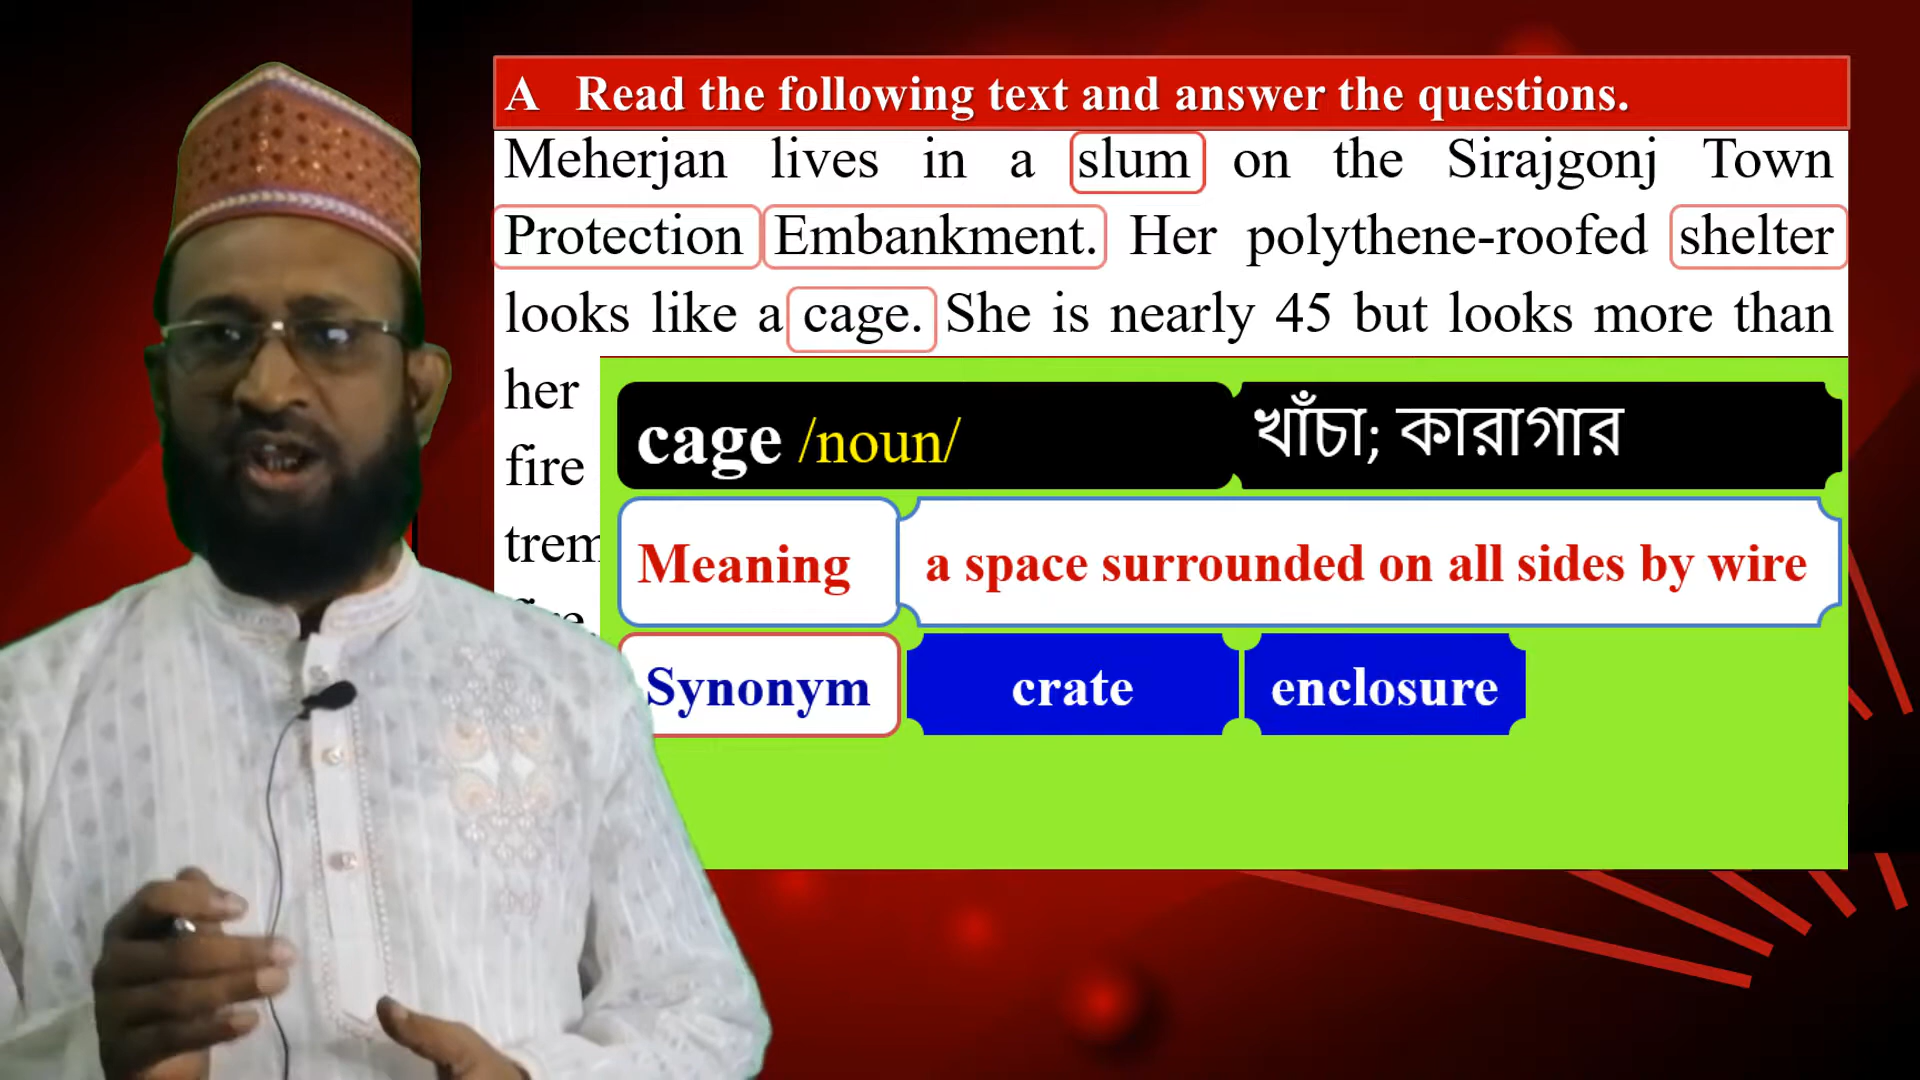 A Read the following text and answer the questions.
Meherjan lives in a slum on the Sirajgonj Town
Protection Embankment. Her polythene-roofed shelter
looks like a cage. She is nearly 45 but looks more than
her
fire
cage /noun/ খাঁচা; কারাগার
Meaning a space surrounded on all sides by wire
Synonym crate enclosure